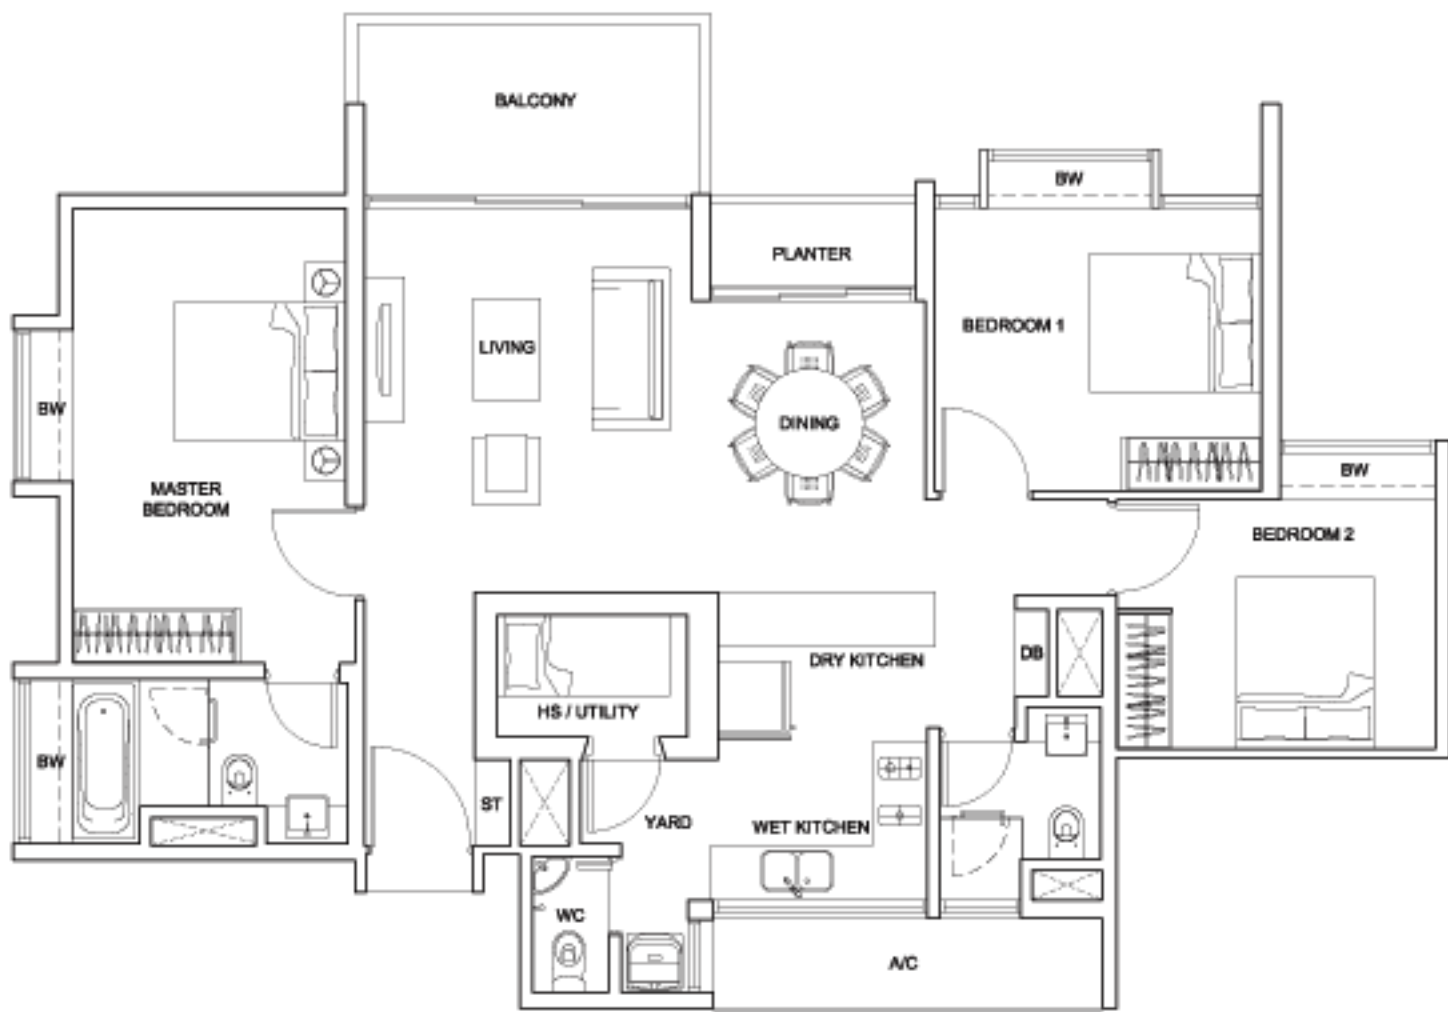 BALCONY
BW
PLANTER
BEDROOM 1
LIVING
BW
DINING
BW
MASTER
BEDROOM
BEDROOM 2
DRY KITCHEN
DB
HS / UTILITY
BW
ST
YARD
WET KITCHEN
WC
A/C